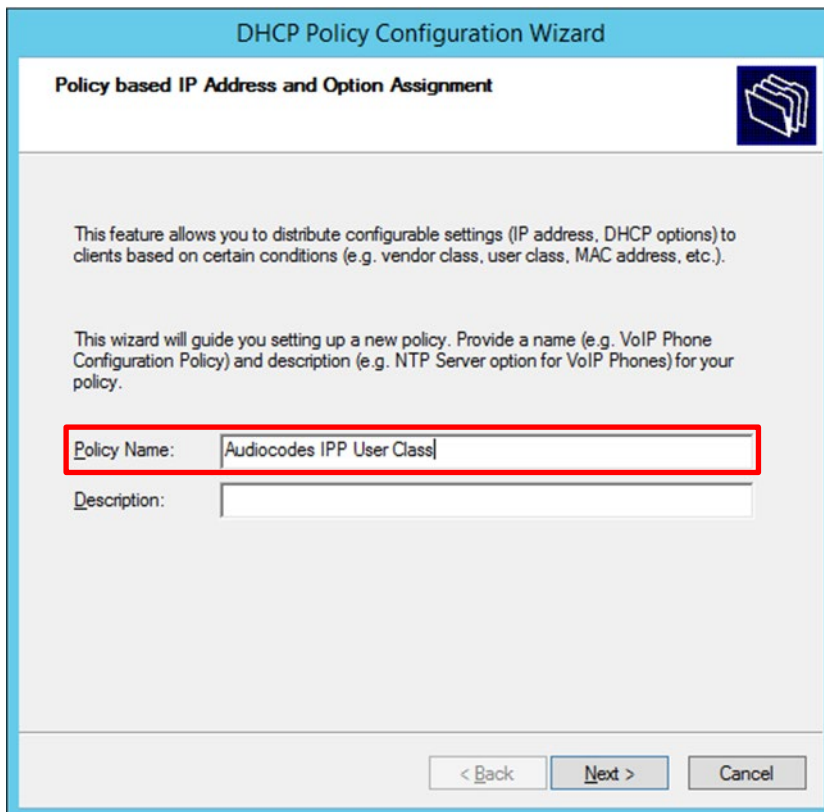 DHCP Policy Configuration Wizard
Policy based IP Address and Option Assignment
This feature allows you to distribute configurable settings (IP address, DHCP options) to
clients based on certain conditions (e.g. vendor class, user class, MAC address, etc.).
This wizard will guide you setting up a new policy. Provide a name (e.g. VoIP Phone
Configuration Policy) and description (e.g. NTP Server option for VoIP Phones) for your
policy.
Policy Name: Audiocodes IPP User Class
Description:
< Back Next > Cancel